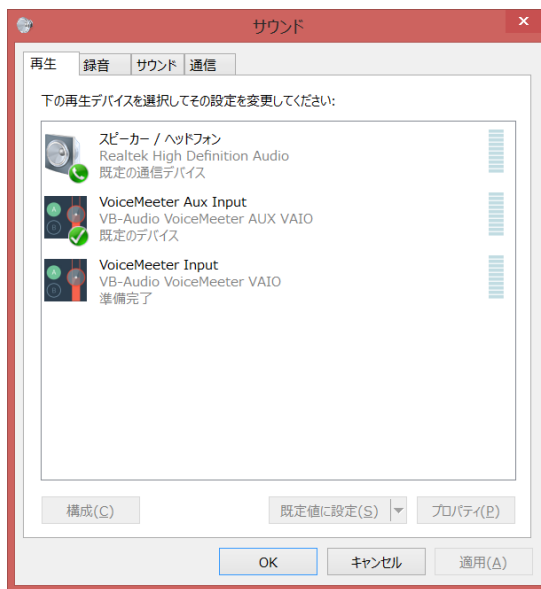 サウンド
再生 録音 サウンド 通信
下の再生デバイスを選択してその設定を変更してください:
スピーカー / ヘッドフォン
Realtek High Definition Audio
既定の通信デバイス
VoiceMeeter Aux Input
VB-Audio VoiceMeeter AUX VAIO
既定のデバイス
VoiceMeeter Input
VB-Audio VoiceMeeter VAIO
準備完了
構成(C) 既定値に設定(S) プロパティ(P)
OK キャンセル 適用(A)